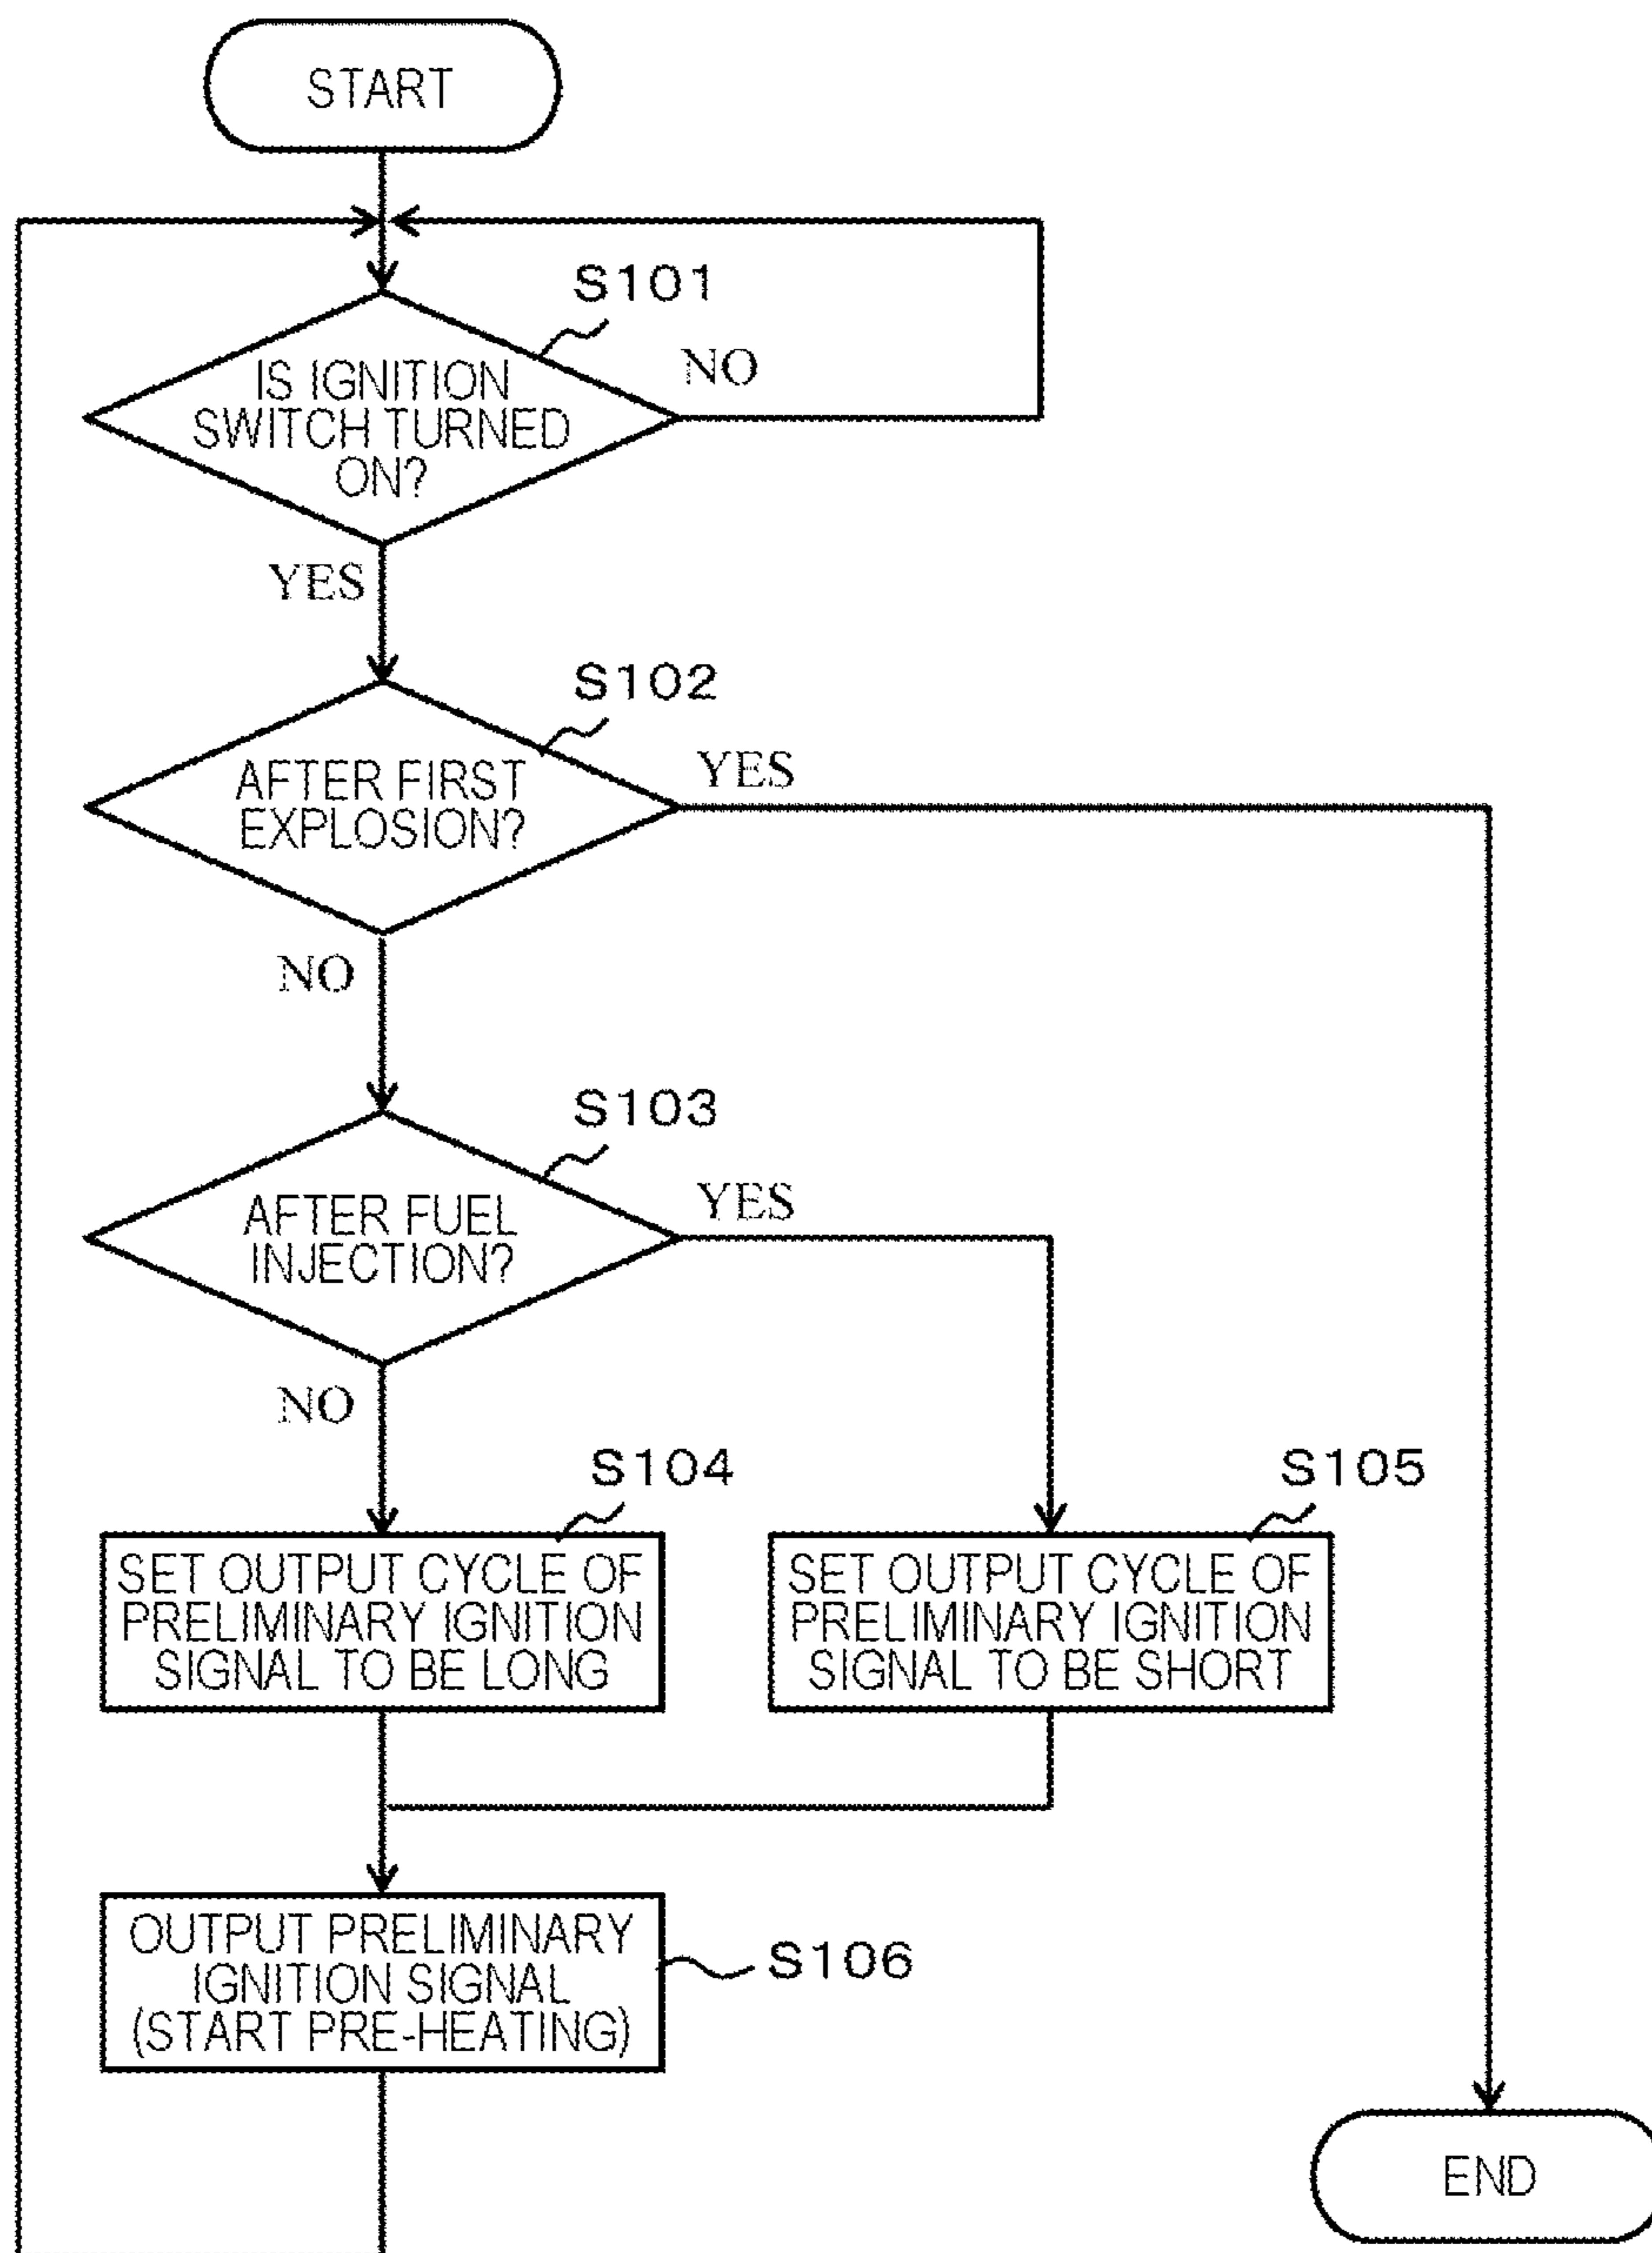 START
S101
IS IGNITION
SWITCH TURNED
ON?
NO
YES
S102
AFTER FIRST
EXPLOSION?
YES
NO
S103
AFTER FUEL
INJECTION?
YES
NO
S104
SET OUTPUT CYCLE OF
PRELIMINARY IGNITION
SIGNAL TO BE LONG
S105
SET OUTPUT CYCLE OF
PRELIMINARY IGNITION
SIGNAL TO BE SHORT
OUTPUT PRELIMINARY
IGNITION SIGNAL
(START PRE-HEATING)
S106
END